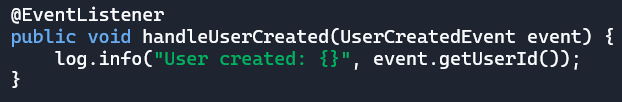 @EventListener
public void handleUserCreated(UserCreatedEvent event) {
    log.info("User created: {}", event.getUserId());
}